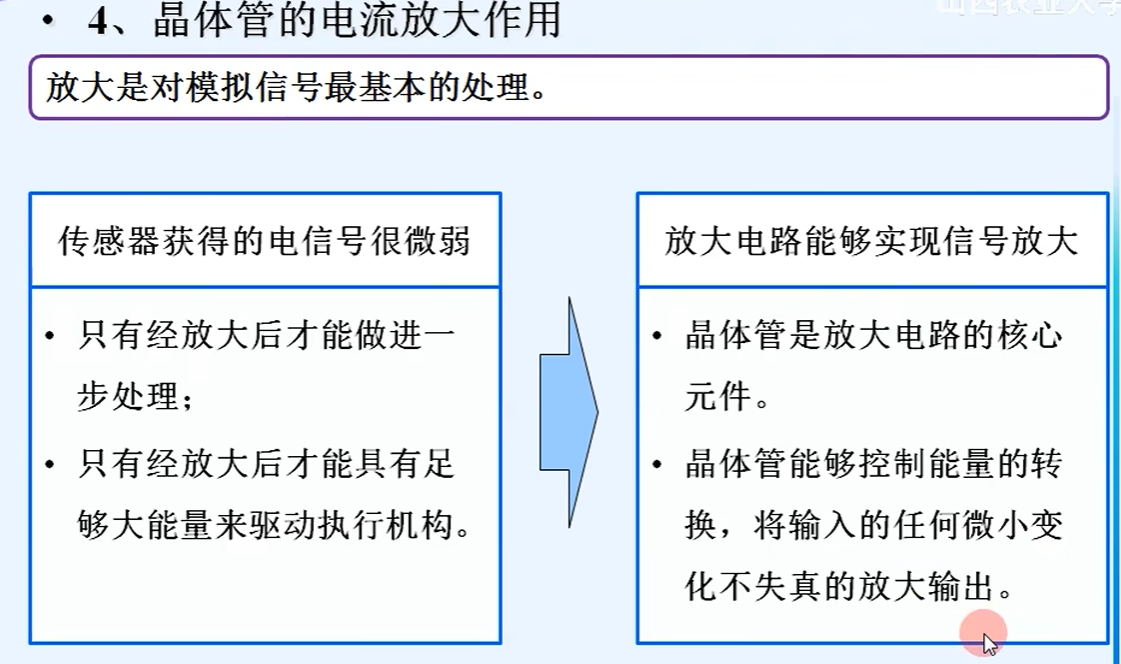 山西农业大学
• 4、晶体管的电流放大作用
放大是对模拟信号最基本的处理。
传感器获得的电信号很微弱
• 只有经放大后才能做进一
步处理；
• 只有经放大后才能具有足
够大能量来驱动执行机构。
放大电路能够实现信号放大
• 晶体管是放大电路的核心
元件。
• 晶体管能够控制能量的转
换，将输入的任何微小变
化不失真的放大输出。